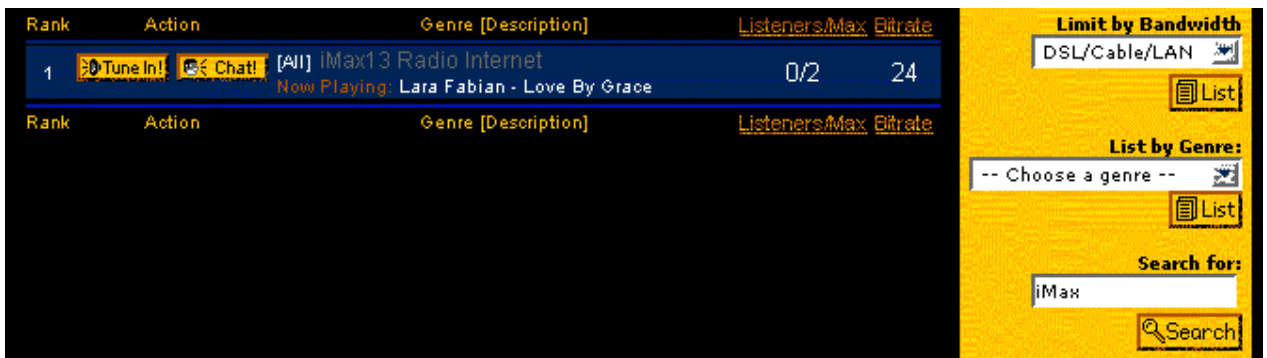 Rank Action Genre [Description] Listeners/Max Bitrate
1 Tune In! Chat! [All] iMax13 Radio Internet 0/2 24
Now Playing: Lara Fabian - Love By Grace
Rank Action Genre [Description] Listeners/Max Bitrate
Limit by Bandwidth
DSL/Cable/LAN
List
List by Genre:
-- Choose a genre --
List
Search for:
iMax
Search